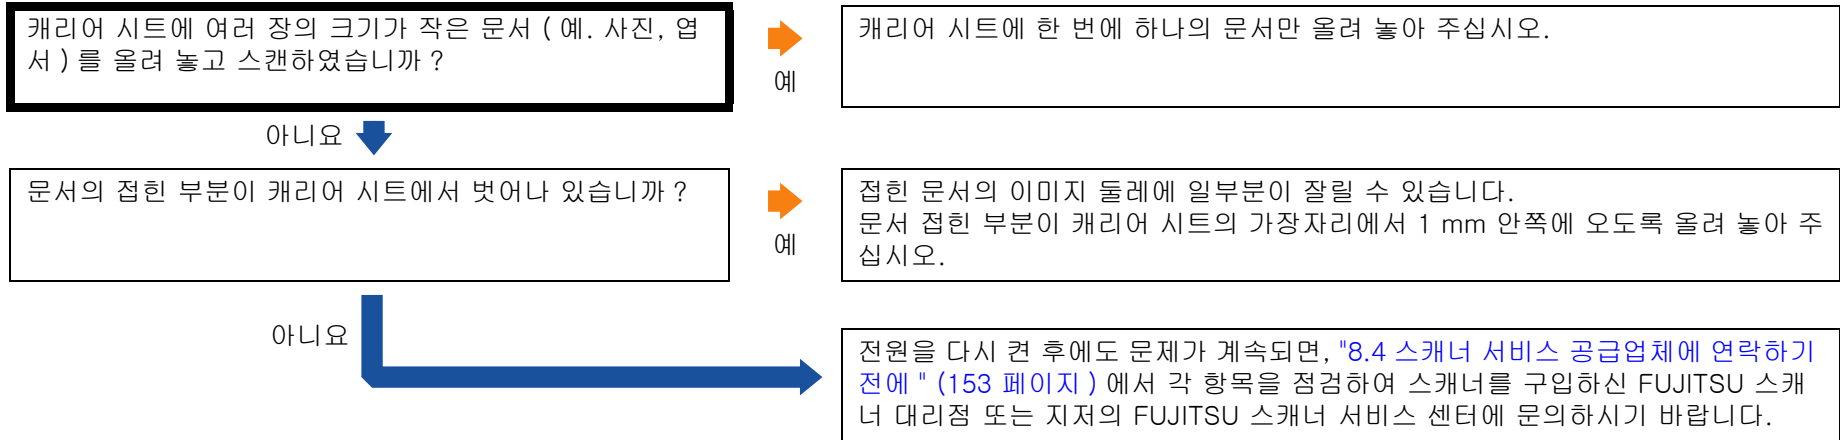 캐리어 시트에 여러 장의 크기가 작은 문서 ( 예. 사진, 엽
서 ) 를 올려 놓고 스캔하였습니까 ?
예
캐리어 시트에 한 번에 하나의 문서만 올려 놓아 주십시오.
아니요
문서의 접힌 부분이 캐리어 시트에서 벗어나 있습니까 ?
예
접힌 문서의 이미지 둘레에 일부분이 잘릴 수 있습니다.
문서 접힌 부분이 캐리어 시트의 가장자리에서 1 mm 안쪽에 오도록 올려 놓아 주
십시오.
아니요
전원을 다시 켠 후에도 문제가 계속되면, "8.4 스캐너 서비스 공급업체에 연락하기
전에 " (153 페이지 ) 에서 각 항목을 점검하여 스캐너를 구입하신 FUJITSU 스캐
너 대리점 또는 지저의 FUJITSU 스캐너 서비스 센터에 문의하시기 바랍니다.